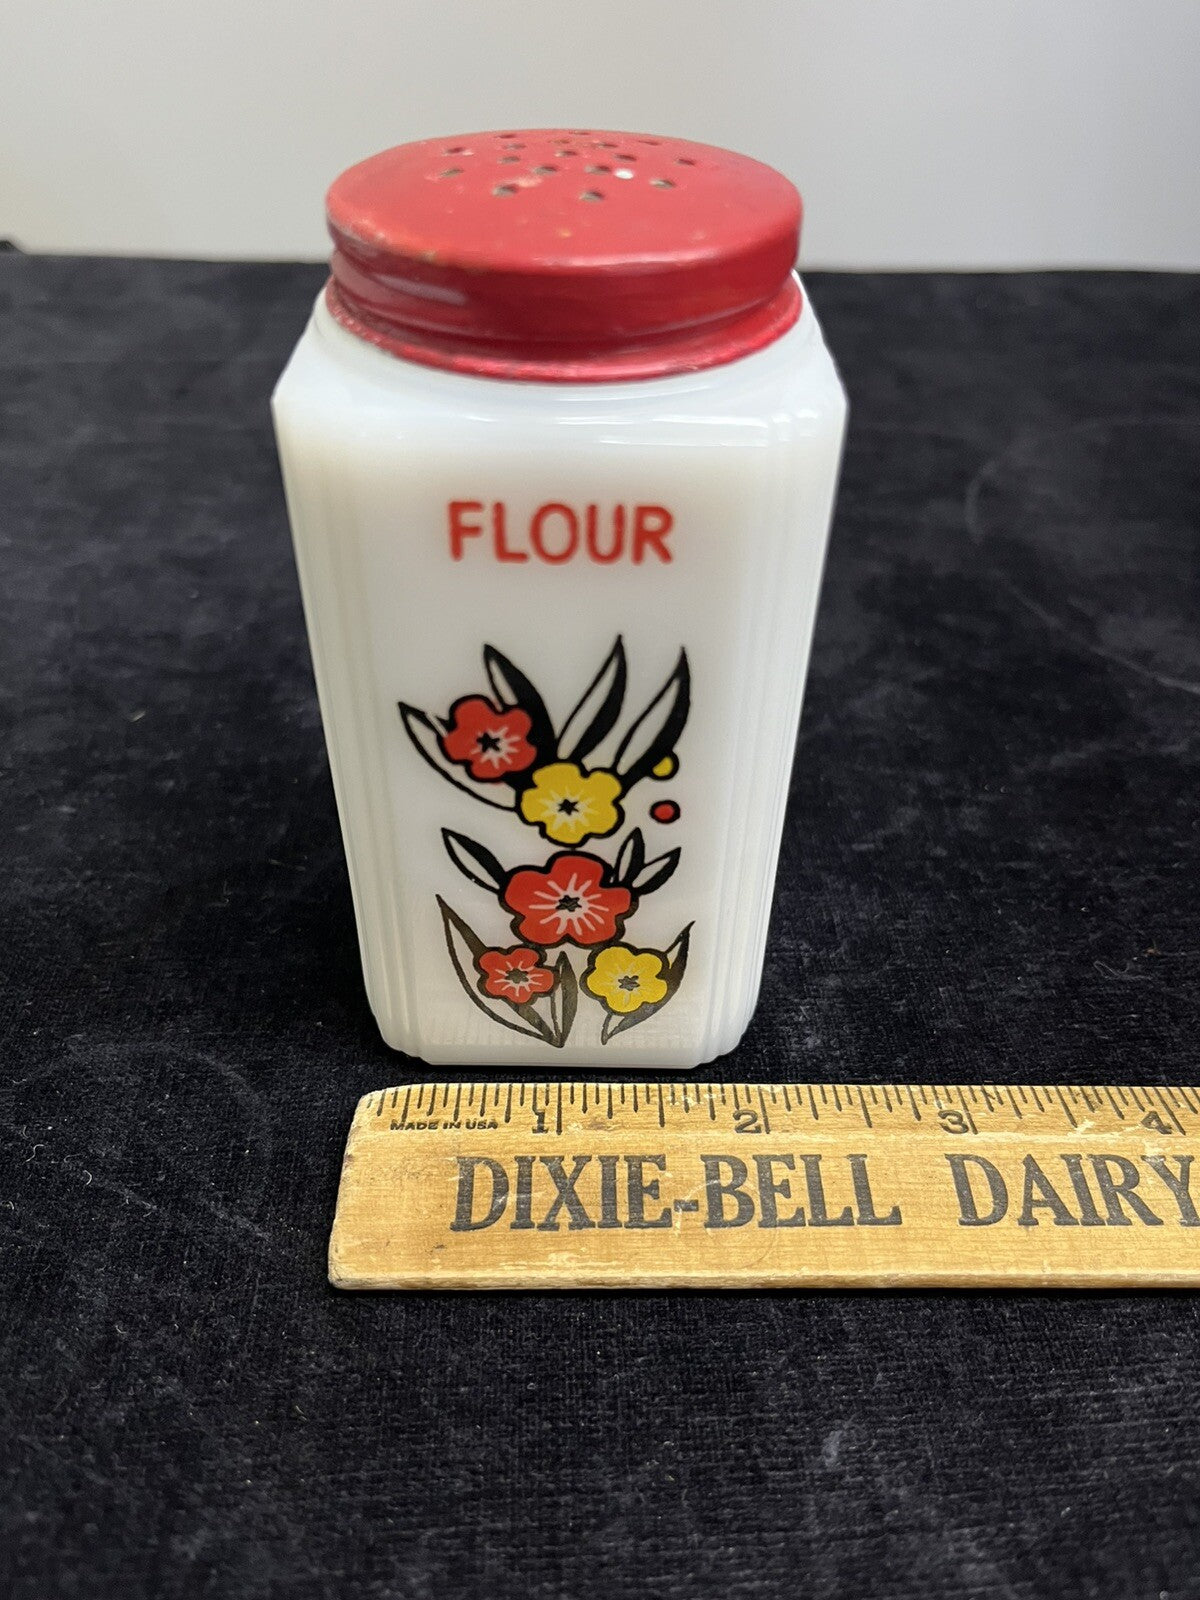 FLOUR
1 2 3 4
MADE IN USA
DIXIE-BELL DAIRY